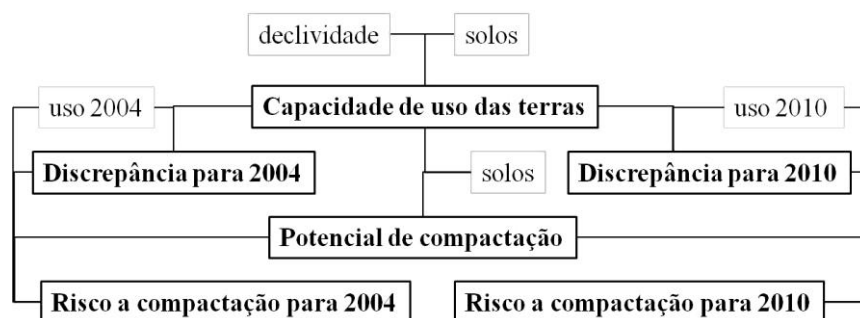 declividade solos
uso 2004 Capacidade de uso das terras uso 2010
Discrepância para 2004 solos Discrepância para 2010
Potencial de compactação
Risco a compactação para 2004 Risco a compactação para 2010